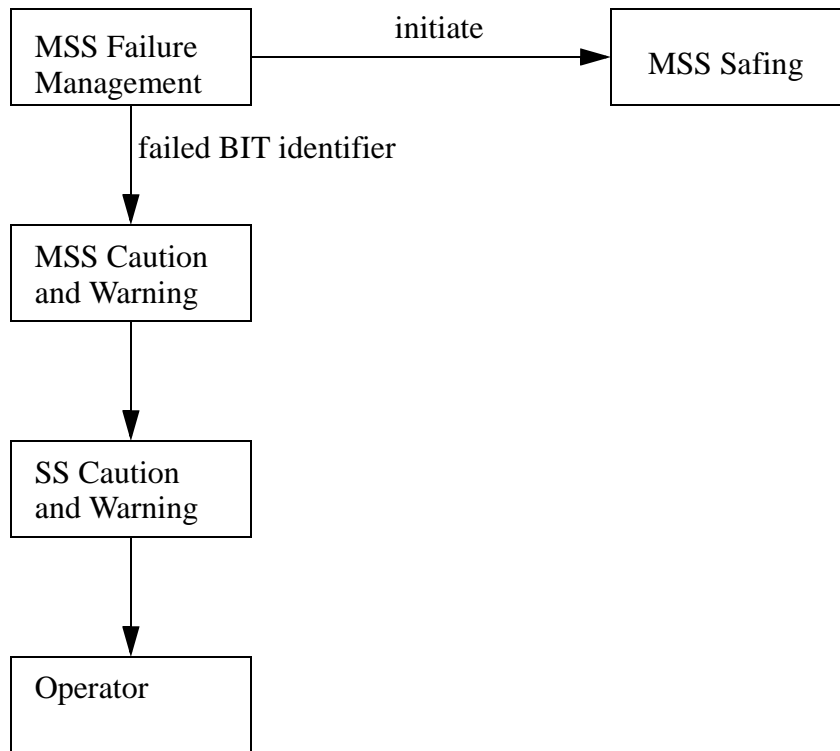 MSS Failure
Management
initiate
MSS Safing
failed BIT identifier
MSS Caution
and Warning
SS Caution
and Warning
Operator